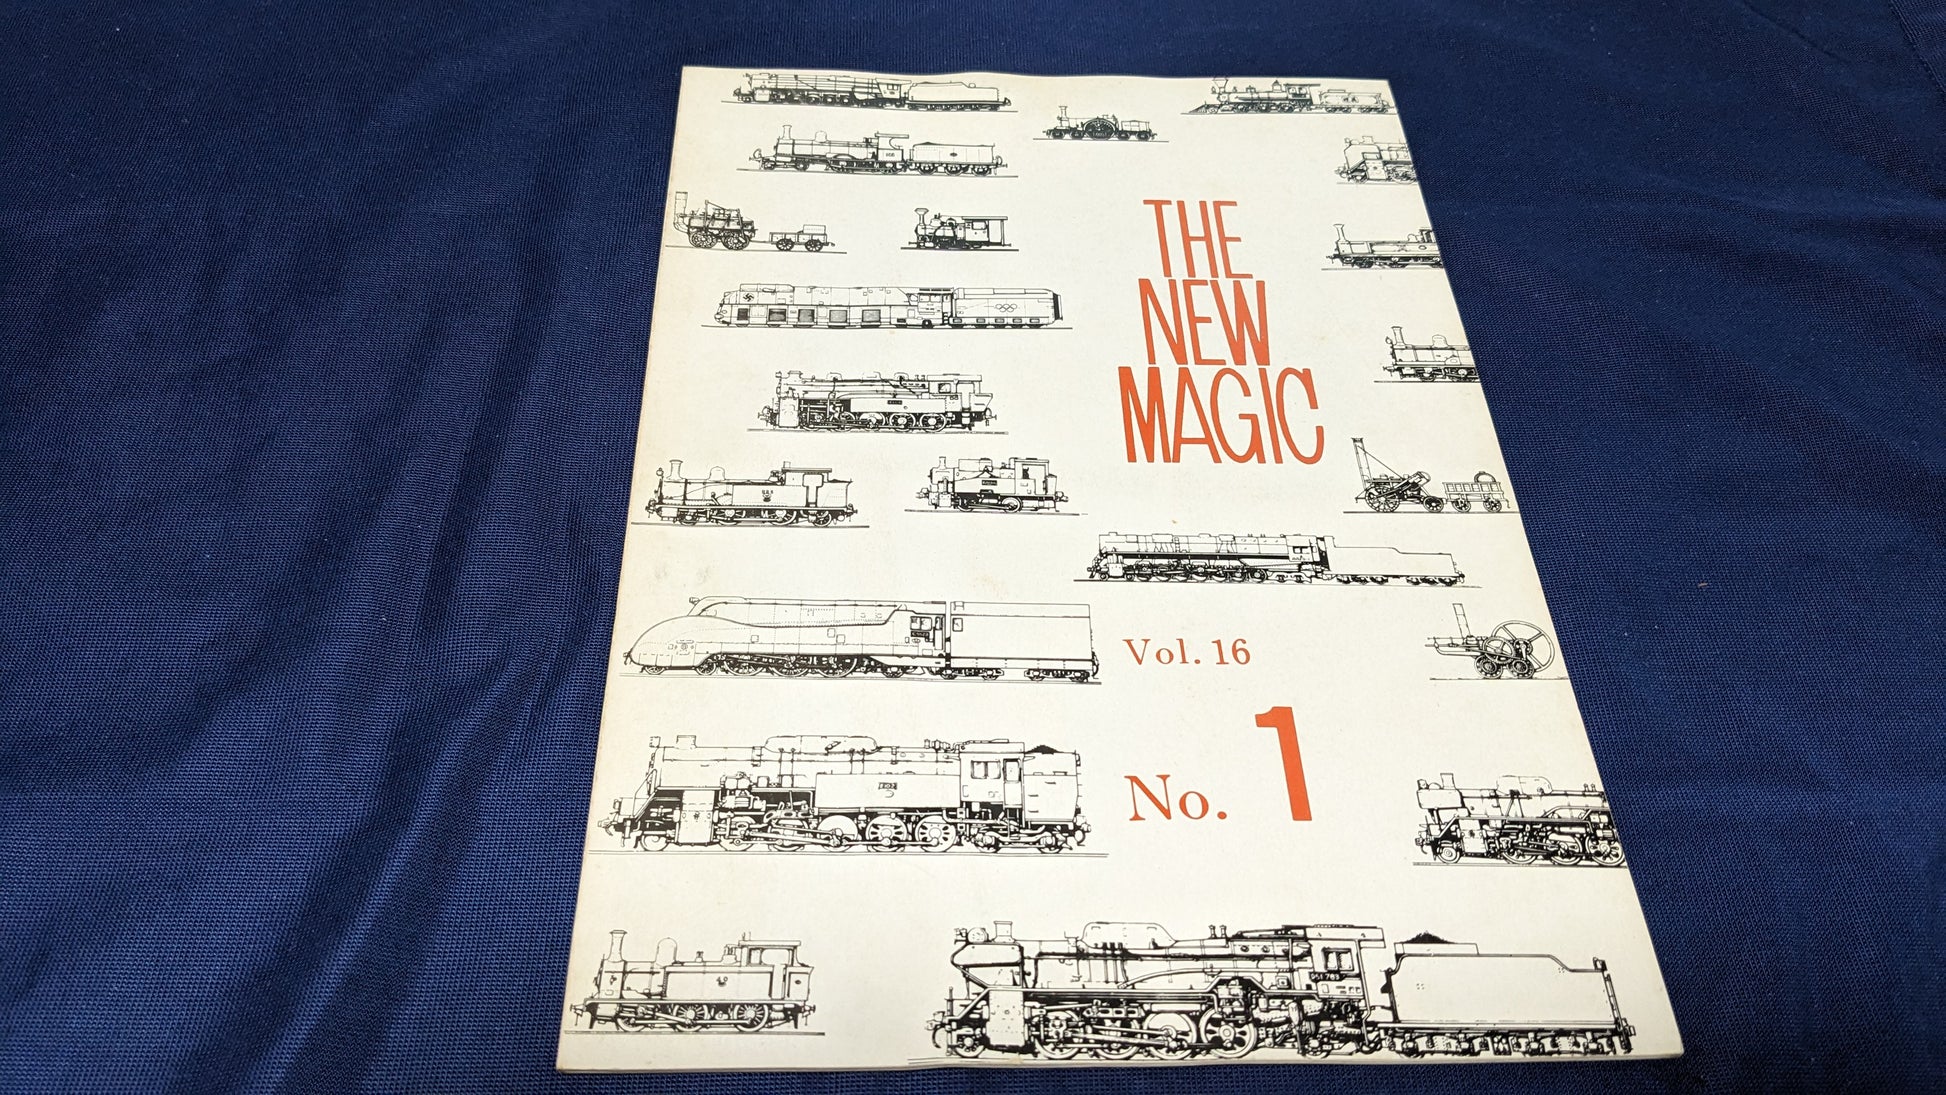 THE
NEW
MAGIC
Vol. 16
No. 1